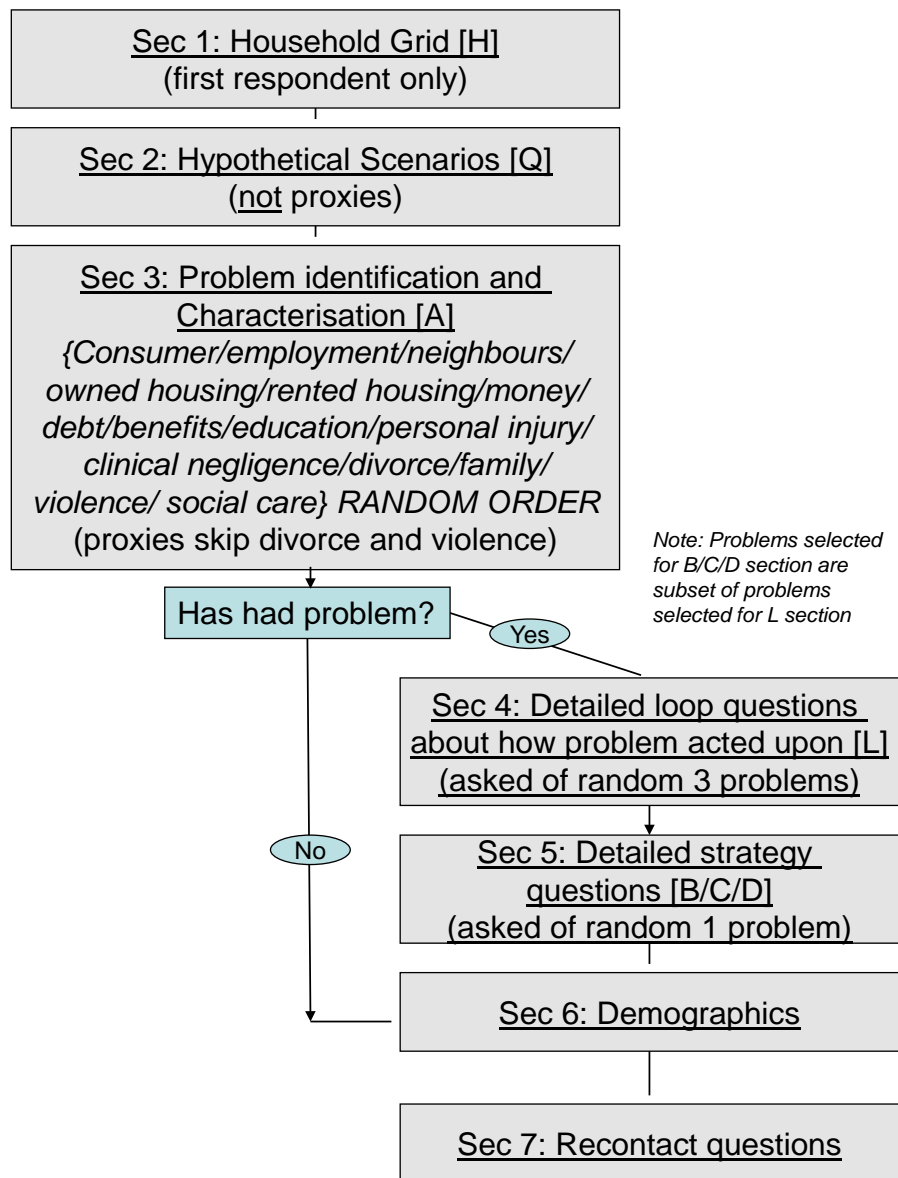 Sec 1: Household Grid [H]
(first respondent only)
Sec 2: Hypothetical Scenarios [Q]
(not proxies)
Sec 3: Problem identification and
Characterisation [A]
{Consumer/employment/neighbours/
owned housing/rented housing/money/
debt/benefits/education/personal injury/
clinical negligence/divorce/family/
violence/ social care} RANDOM ORDER
(proxies skip divorce and violence)
Note: Problems selected
for B/C/D section are
subset of problems
selected for L section
Has had problem?
Yes
Sec 4: Detailed loop questions
about how problem acted upon [L]
(asked of random 3 problems)
No
Sec 5: Detailed strategy
questions [B/C/D]
(asked of random 1 problem)
Sec 6: Demographics
Sec 7: Recontact questions